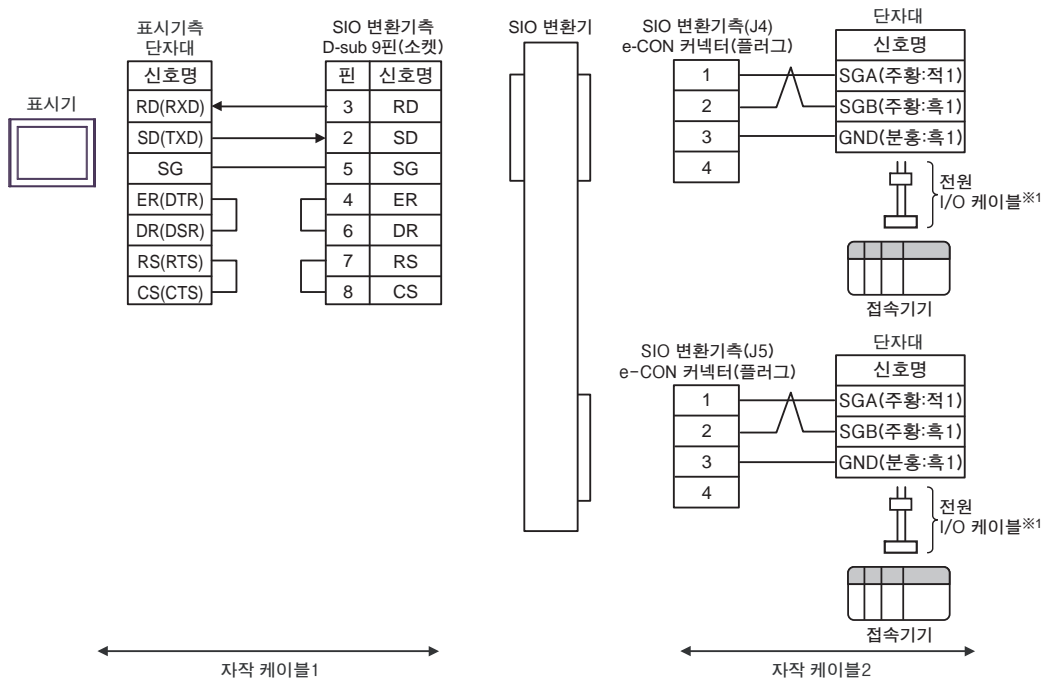 표시기
표시기측
단자대
신호명
RD(RXD)
SD(TXD)
SG
ER(DTR)
DR(DSR)
RS(RTS)
CS(CTS)
SIO 변환기측
D-sub 9핀(소켓)
핀 신호명
3 RD
2 SD
5 SG
4 ER
6 DR
7 RS
8 CS
SIO 변환기
SIO 변환기측(J4)
e-CON 커넥터(플러그)
1
2
3
4
단자대
신호명
SGA(주황:적1)
SGB(주황:흑1)
GND(분홍:흑1)
전원
I/O 케이블※1
접속기기
SIO 변환기측(J5)
e-CON 커넥터(플러그)
1
2
3
4
단자대
신호명
SGA(주황:적1)
SGB(주황:흑1)
GND(분홍:흑1)
전원
I/O 케이블※1
접속기기
자작 케이블1
자작 케이블2